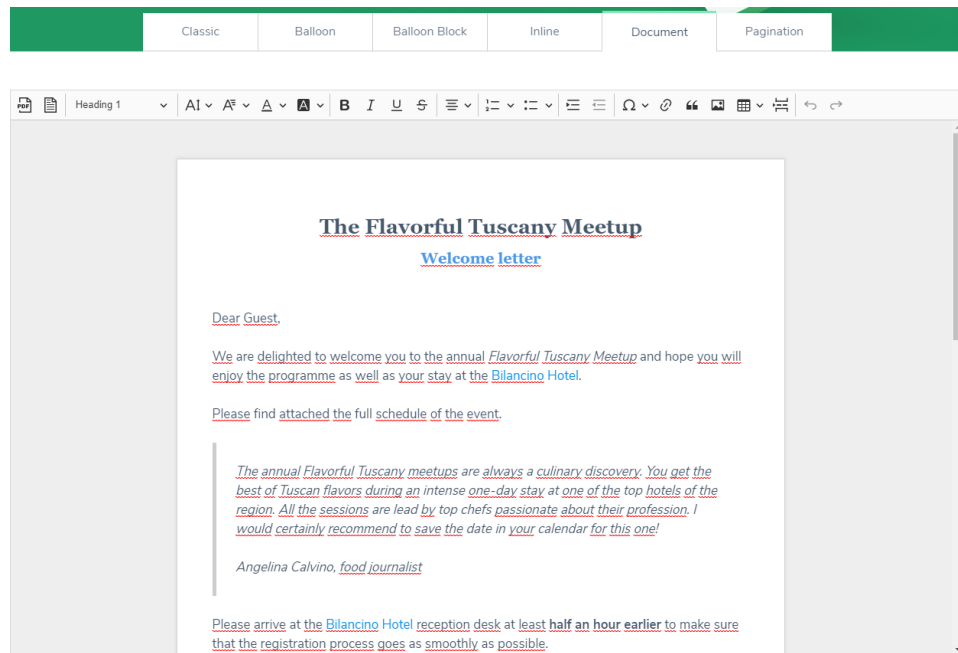 Classic Balloon Balloon Block Inline Document Pagination
PDF Heading 1
The Flavorful Tuscany Meetup
Welcome letter
Dear Guest,
We are delighted to welcome you to the annual Flavorful Tuscany Meetup and hope you will
enjoy the programme as well as your stay at the Bilancino Hotel.
Please find attached the full schedule of the event.
The annual Flavorful Tuscany meetups are always a culinary discovery. You get the
best of Tuscan flavors during an intense one-day stay at one of the top hotels of the
region. All the sessions are lead by top chefs passionate about their profession. I
would certainly recommend to save the date in your calendar for this one!
Angelina Calvino, food journalist
Please arrive at the Bilancino Hotel reception desk at least half an hour earlier to make sure
that the registration process goes as smoothly as possible.